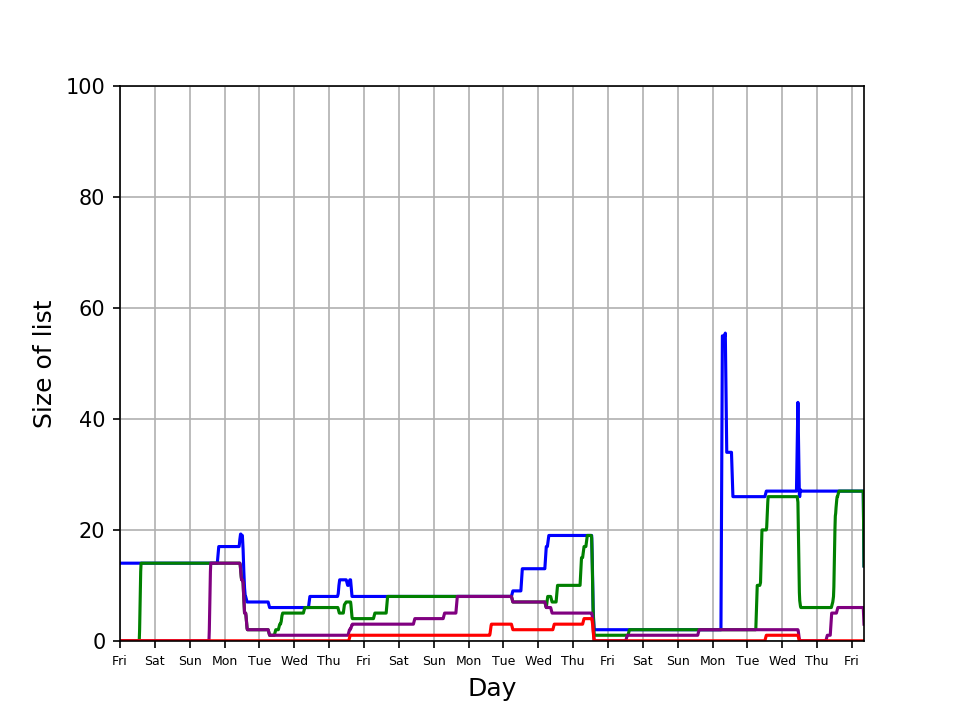 100
80
60
40
20
0
Size of list
Fri Sat Sun Mon Tue Wed Thu Fri Sat Sun Mon Tue Wed Thu Fri Sat Sun Mon Tue Wed Thu Fri
Day